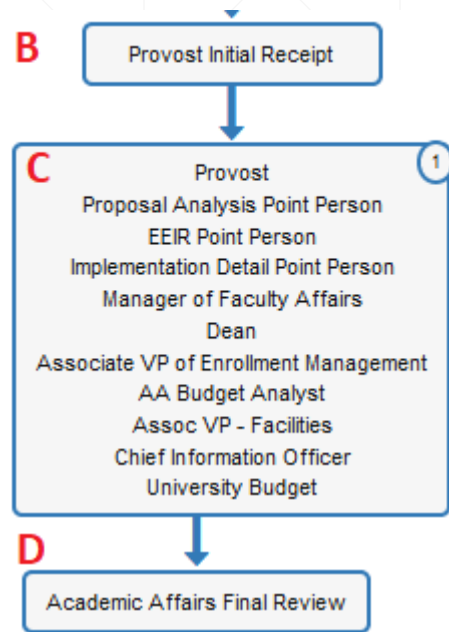 B
Provost Initial Receipt
C
1
Provost
Proposal Analysis Point Person
EEIR Point Person
Implementation Detail Point Person
Manager of Faculty Affairs
Dean
Associate VP of Enrollment Management
AA Budget Analyst
Assoc VP - Facilities
Chief Information Officer
University Budget
D
Academic Affairs Final Review